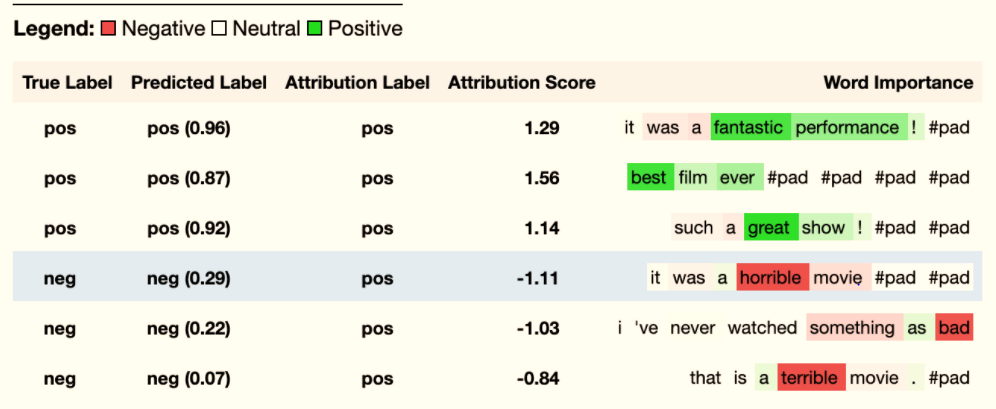 Legend: Negative Neutral Positive
True Label Predicted Label Attribution Label Attribution Score Word Importance
pos pos (0.96) pos 1.29 it was a fantastic performance ! #pad
pos pos (0.87) pos 1.56 best film ever #pad #pad #pad #pad
pos pos (0.92) pos 1.14 such a great show ! #pad #pad
neg neg (0.29) pos -1.11 it was a horrible movie #pad #pad
neg neg (0.22) pos -1.03 i 've never watched something as bad
neg neg (0.07) pos -0.84 that is a terrible movie . #pad